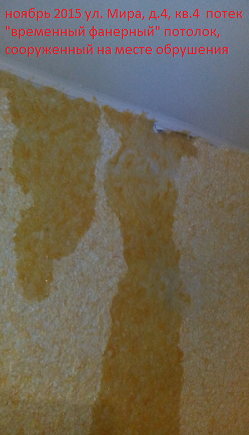 ноябрь 2015 ул. Мира, д.4, кв.4  потек
"временный фанерный" потолок,
сооруженный на месте обрушения